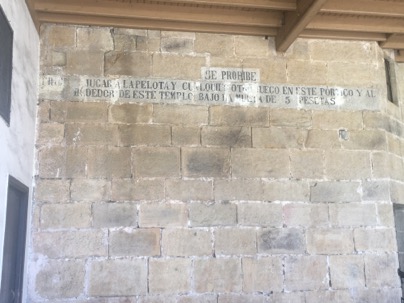 SE PROHIBE
JUGAR A LA PELOTA Y CUALQUIER OTRO JUEGO EN ESTE PORTICO Y AL
REDEDOR DE ESTE TEMPLO BAJO LA MULTA DE 5 PESETAS